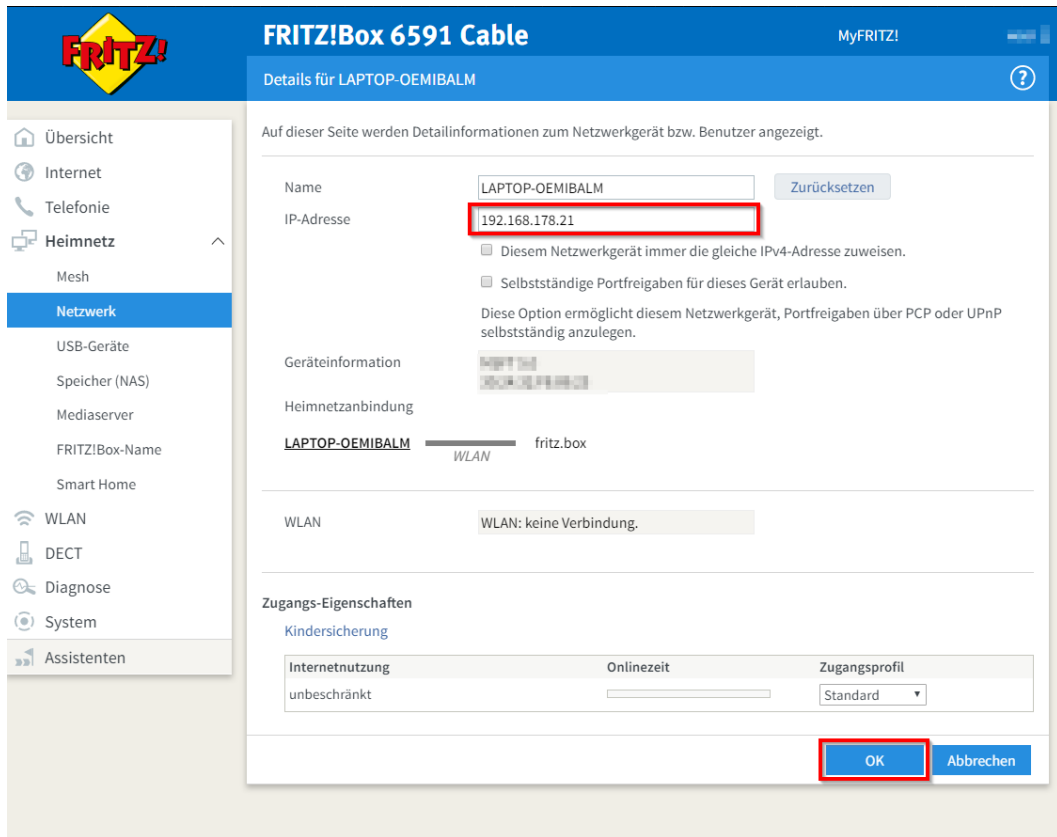 FRITZ!
FRITZ!Box 6591 Cable
MyFRITZ!
Details für LAPTOP-OEMIBALM
?
Übersicht
Internet
Telefonie
Heimnetz
Mesh
Netzwerk
USB-Geräte
Speicher (NAS)
Mediaserver
FRITZ!Box-Name
Smart Home
WLAN
DECT
Diagnose
System
Assistenten
Auf dieser Seite werden Detailinformationen zum Netzwerkgerät bzw. Benutzer angezeigt.
Name LAPTOP-OEMIBALM Zurücksetzen
IP-Adresse 192.168.178.21
Diesem Netzwerkgerät immer die gleiche IPv4-Adresse zuweisen.
Selbstständige Portfreigaben für dieses Gerät erlauben.
Diese Option ermöglicht diesem Netzwerkgerät, Portfreigaben über PCP oder UPnP
selbstständig anzulegen.
Geräteinformation
Heimnetzanbindung
LAPTOP-OEMIBALM WLAN fritz.box
WLAN WLAN: keine Verbindung.
Zugangs-Eigenschaften
Kindersicherung
Internetnutzung Onlinezeit Zugangsprofil
unbeschränkt Standard
OK Abbrechen